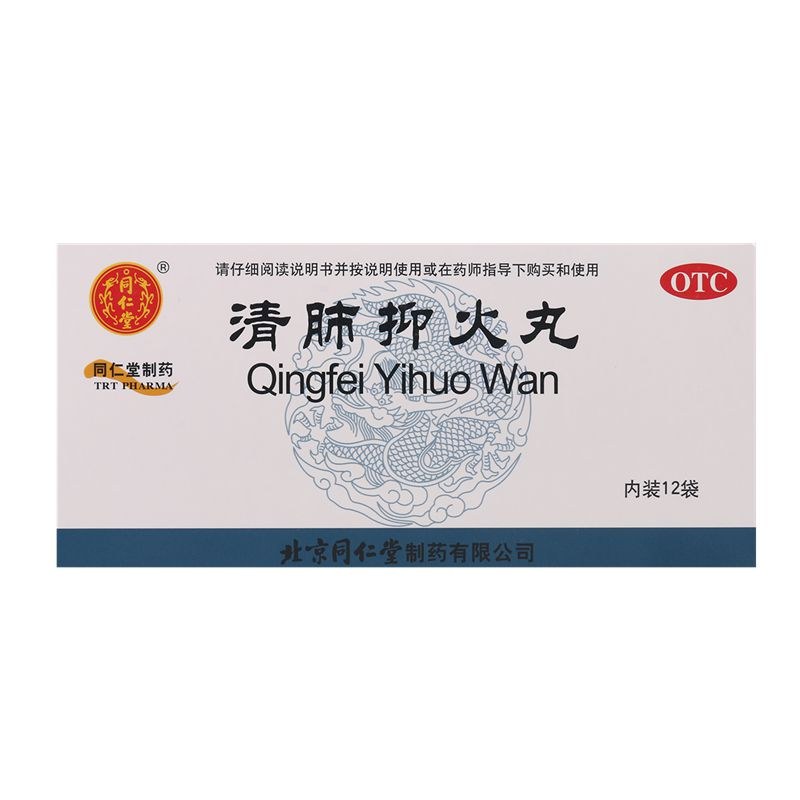 同仁堂
®
请仔细阅读说明书并按说明使用或在药师指导下购买和使用
OTC
清肺抑火丸
Qingfei Yihuo Wan
同仁堂制药
TRT PHARMA
内装12袋
北京同仁堂制药有限公司